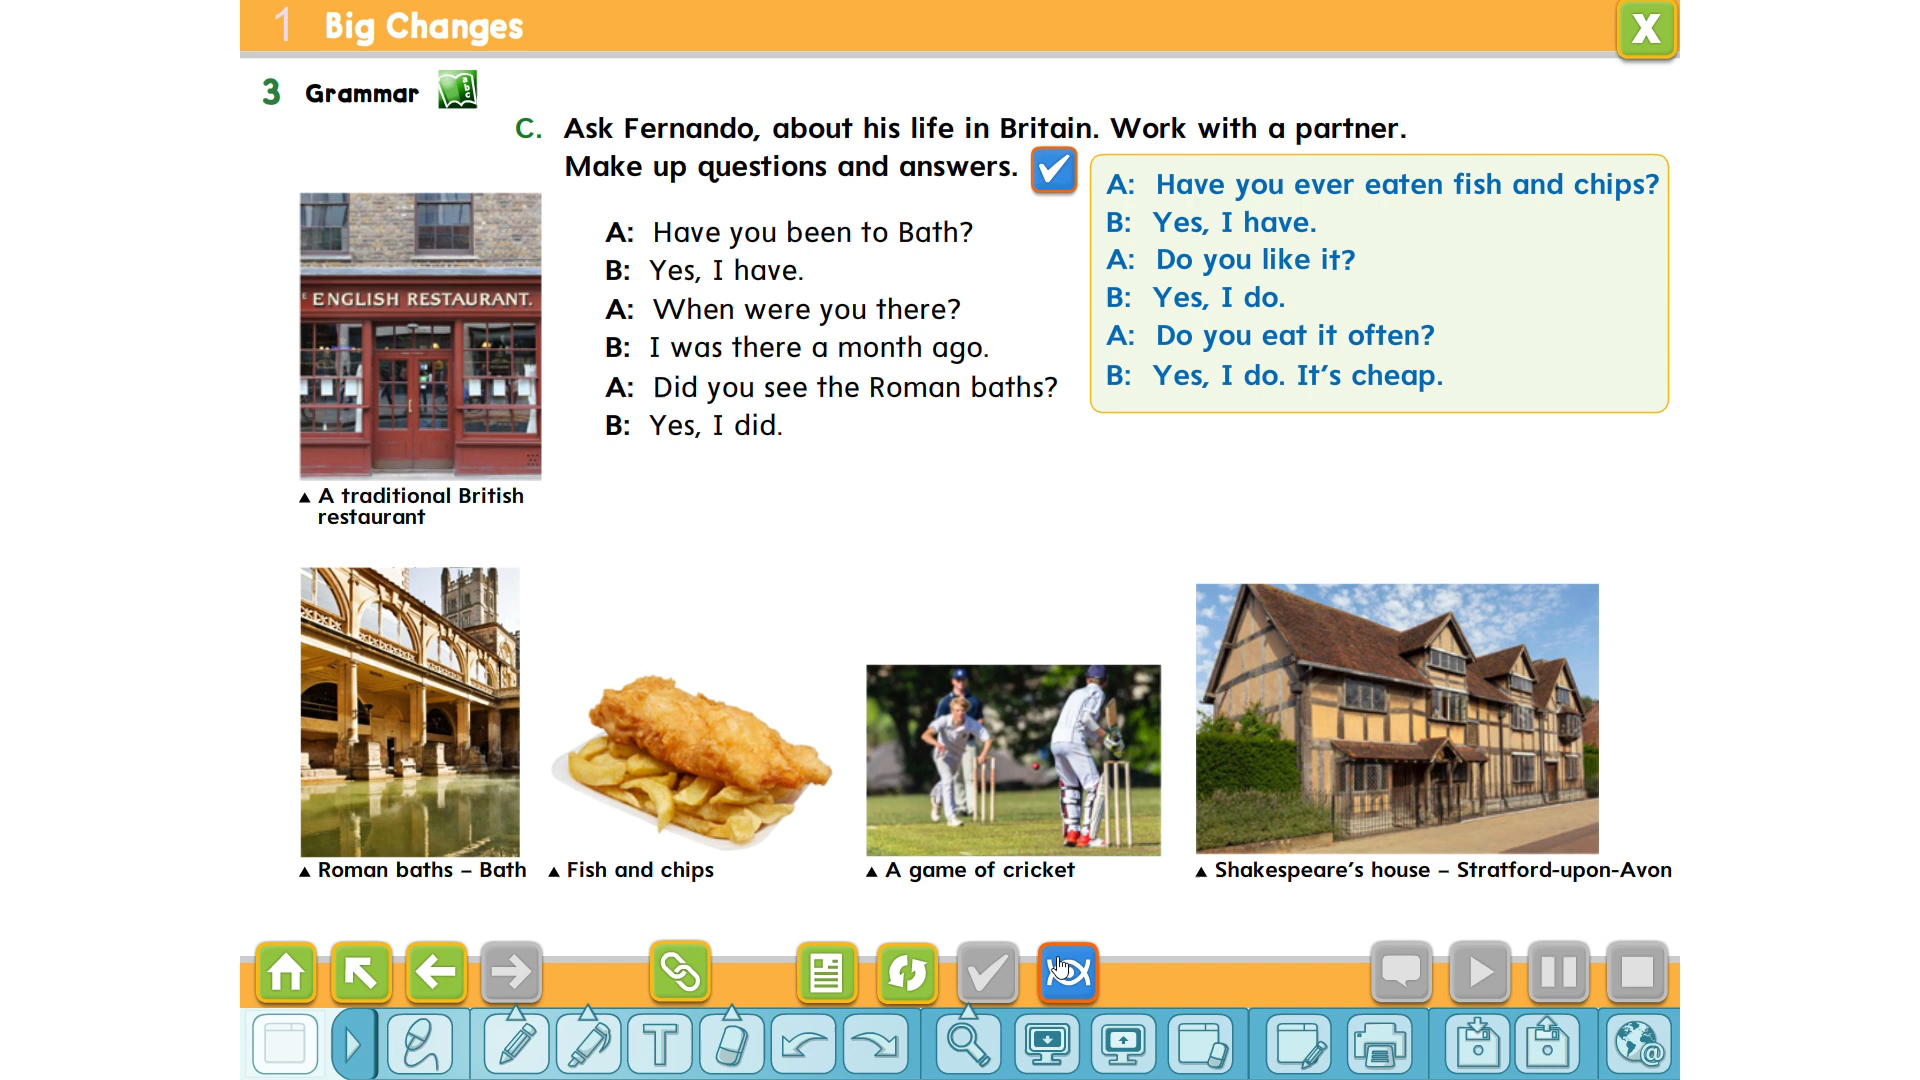 1 Big Changes
X
3 Grammar
abc
C. Ask Fernando, about his life in Britain. Work with a partner.
Make up questions and answers.
A: Have you been to Bath?
B: Yes, I have.
A: When were you there?
B: I was there a month ago.
A: Did you see the Roman baths?
B: Yes, I did.
A: Have you ever eaten fish and chips?
B: Yes, I have.
A: Do you like it?
B: Yes, I do.
A: Do you eat it often?
B: Yes, I do. It's cheap.
ENGLISH RESTAURANT.
▲ A traditional British
restaurant
▲ Roman baths – Bath
▲ Fish and chips
▲ A game of cricket
▲ Shakespeare's house – Stratford-upon-Avon
T
@